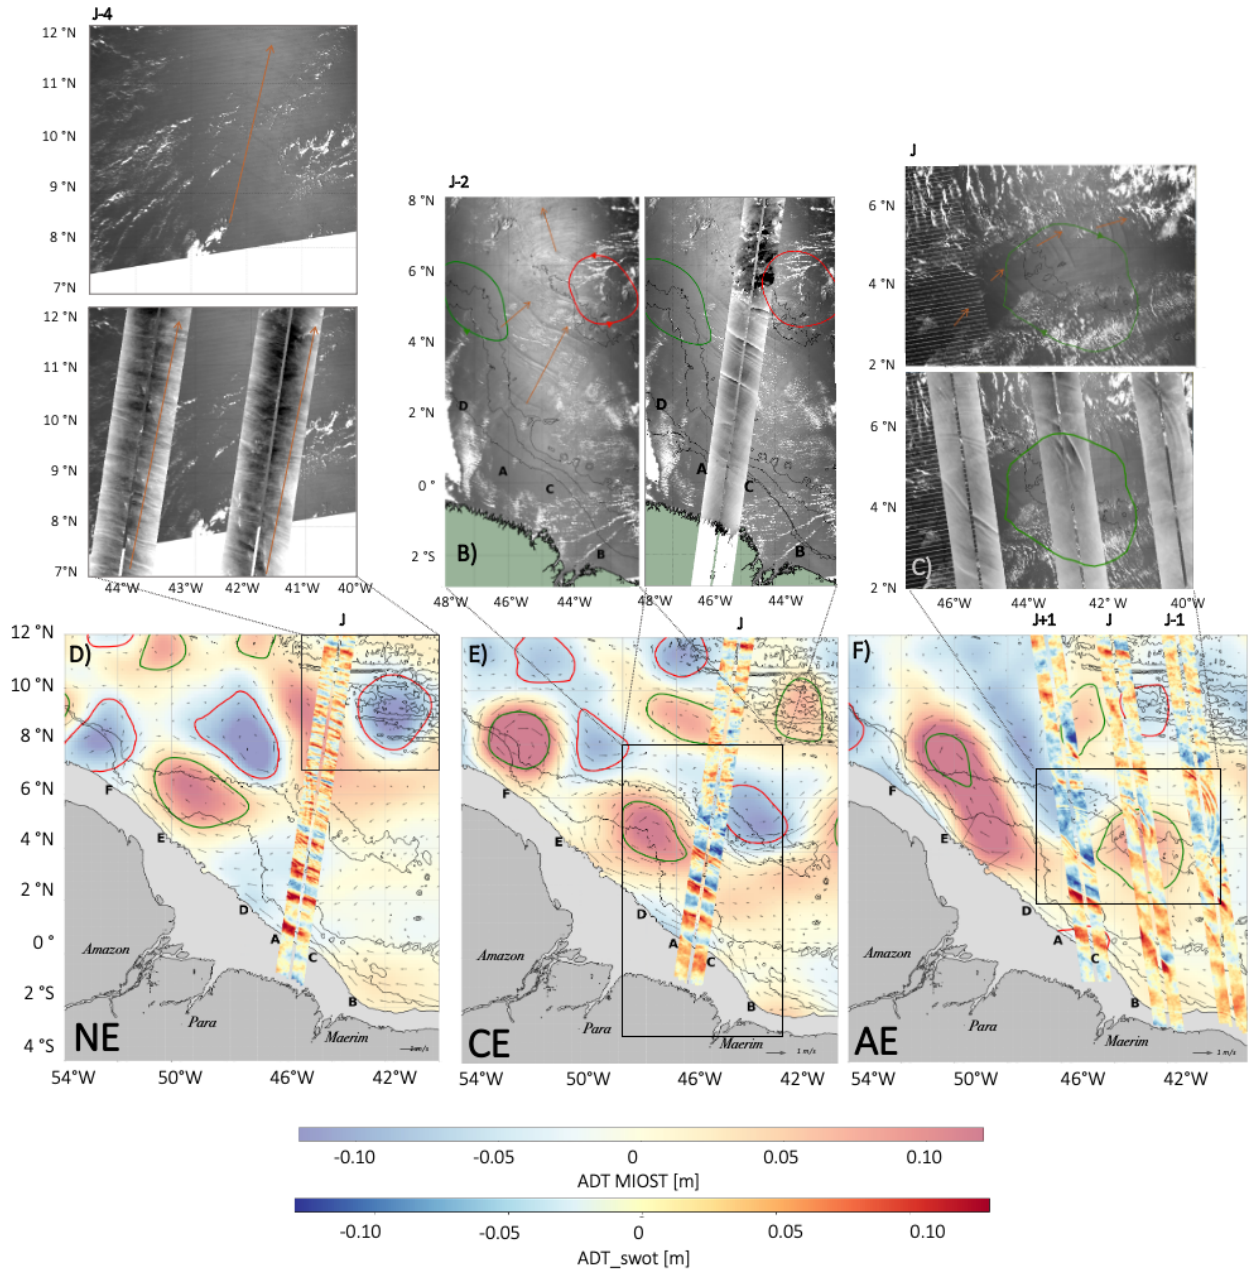 J-4
12 °N
11 °N
10 °N
9 °N
8 °N
7°N
12 °N
11 °N
10 °N
9 °N
8 °N
7°N
44°W 43°W 42°W 41°W 40°W
J-2
8 °N
6 °N
4 °N
2 °N
0 °
2 °S
D
A
C
B
B)
D
A
C
B
48°W 46°W 44°W 48°W 46°W 44°W
J
6 °N
4 °N
2 °N
6 °N
4 °N
2 °N
C)
46°W 44°W 42°W 40°W
12 °N
10 °N
8 °N
6 °N
4 °N
2 °N
0 °
2 °S
4 °S
D)
J
F
E
D
A
C
B
Amazon
Para
Maerim
NE
1 m/s
54°W 50°W 46°W 42°W
E)
J
F
E
D
A
C
B
Amazon
Para
Maerim
CE
1 m/s
54°W 50°W 46°W 42°W
F)
J+1 J J-1
F
E
D
A
C
B
Amazon
Para
Maerim
AE
1 m/s
54°W 50°W 46°W 42°W
-0.10 -0.05 0 0.05 0.10
ADT MIOST [m]
-0.10 -0.05 0 0.05 0.10
ADT_swot [m]